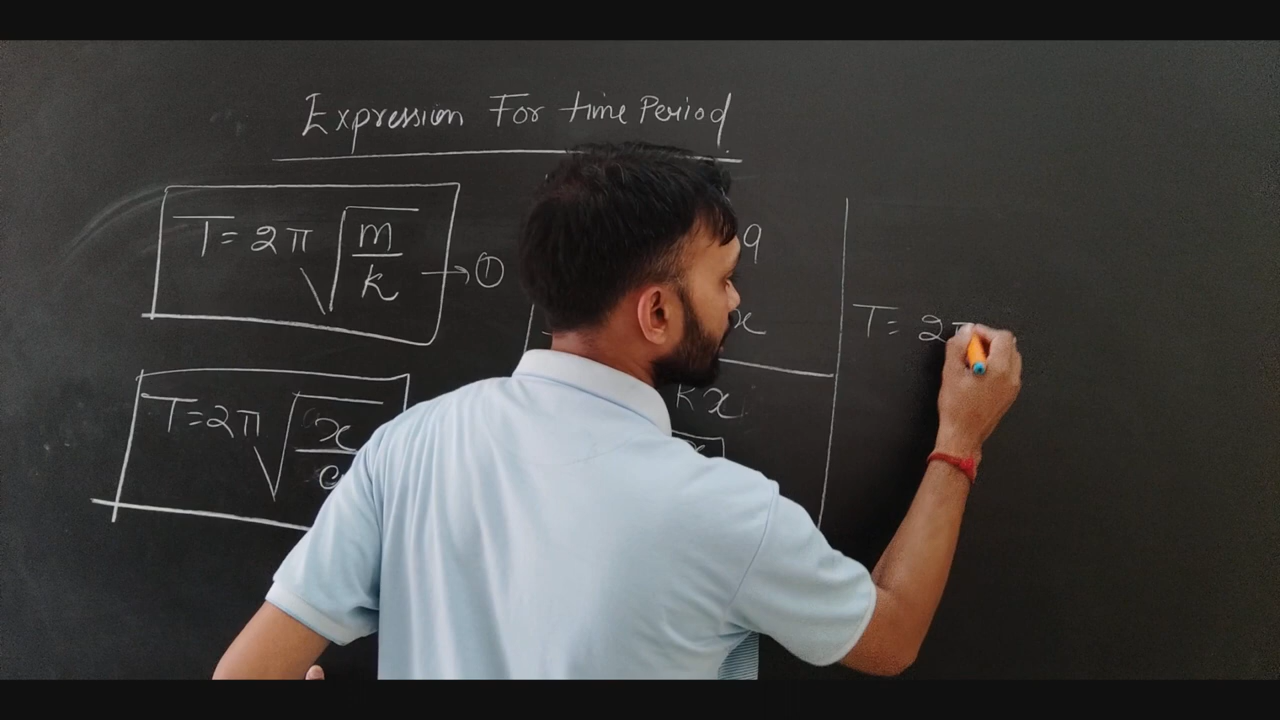 Expression For time Period
T = 2π √(m/k) → ①
T = 2π √(x/
a
x
kx
T = 2π